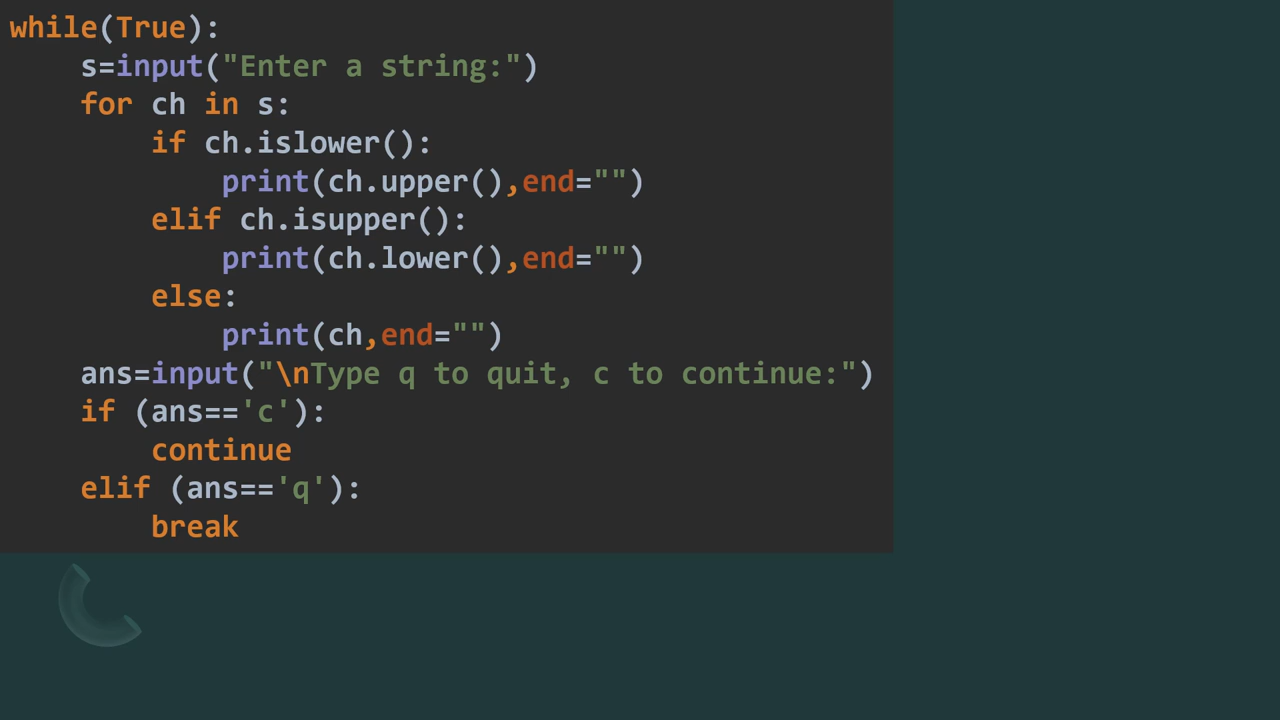 while(True):
    s=input("Enter a string:")
    for ch in s:
        if ch.islower():
            print(ch.upper(),end="")
        elif ch.isupper():
            print(ch.lower(),end="")
        else:
            print(ch,end="")
    ans=input("\nType q to quit, c to continue:")
    if (ans=='c'):
        continue
    elif (ans=='q'):
        break